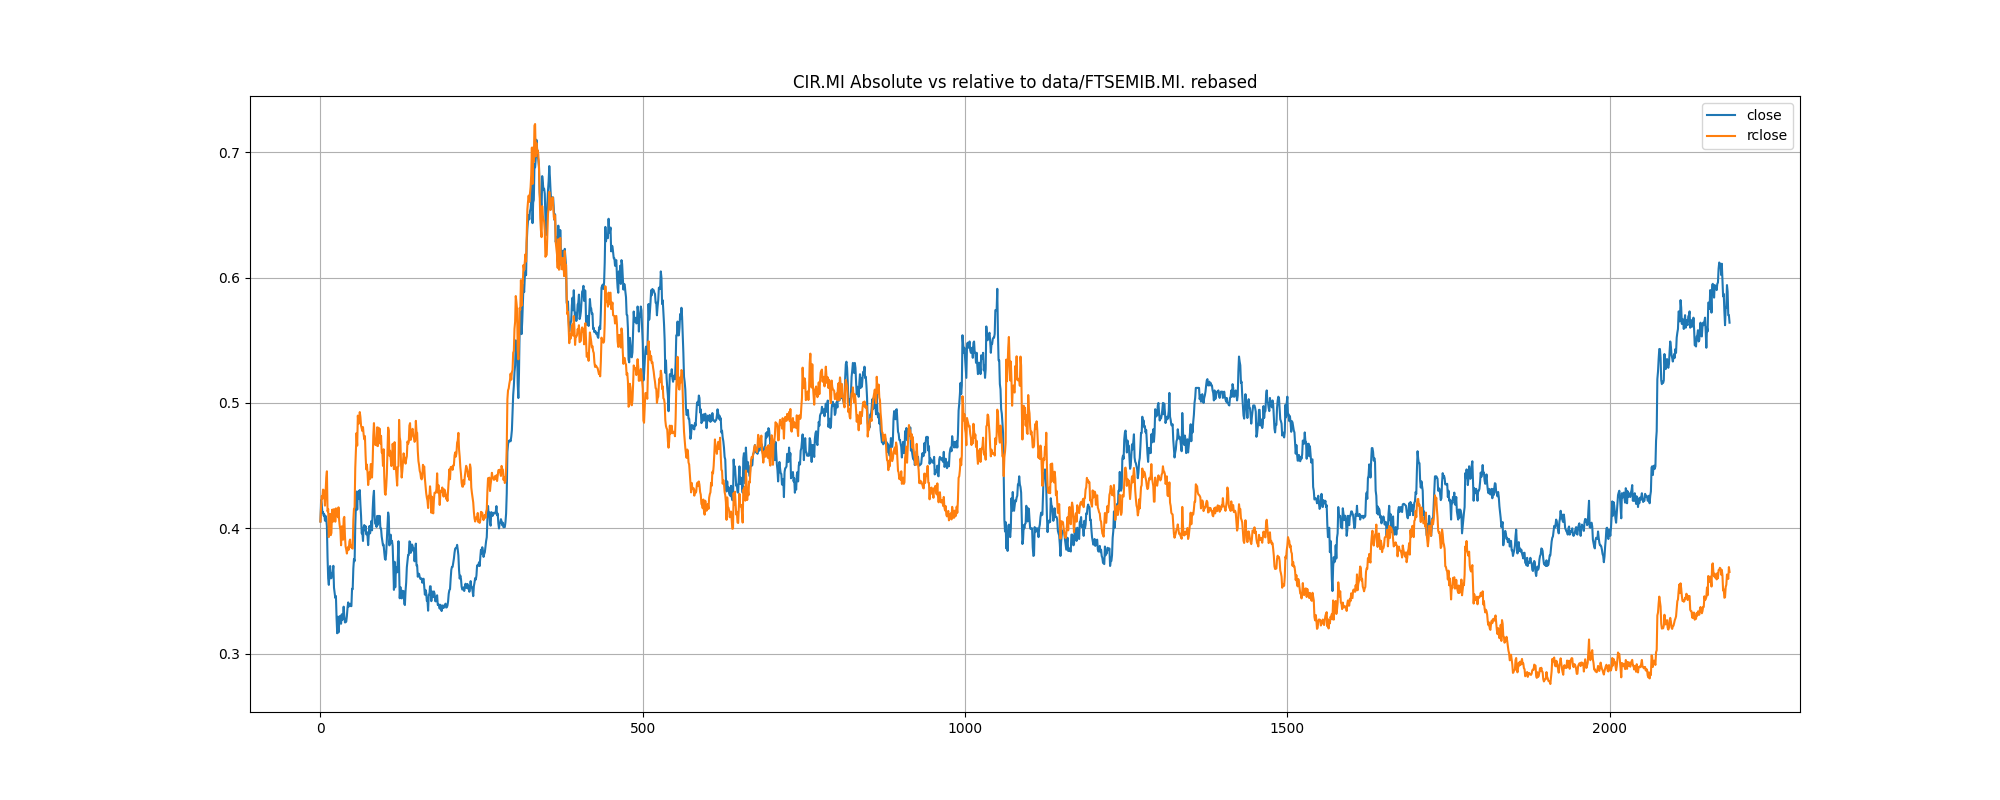 CIR.MI Absolute vs relative to data/FTSEMIB.MI. rebased
close
rclose
0.7
0.6
0.5
0.4
0.3
0 500 1000 1500 2000